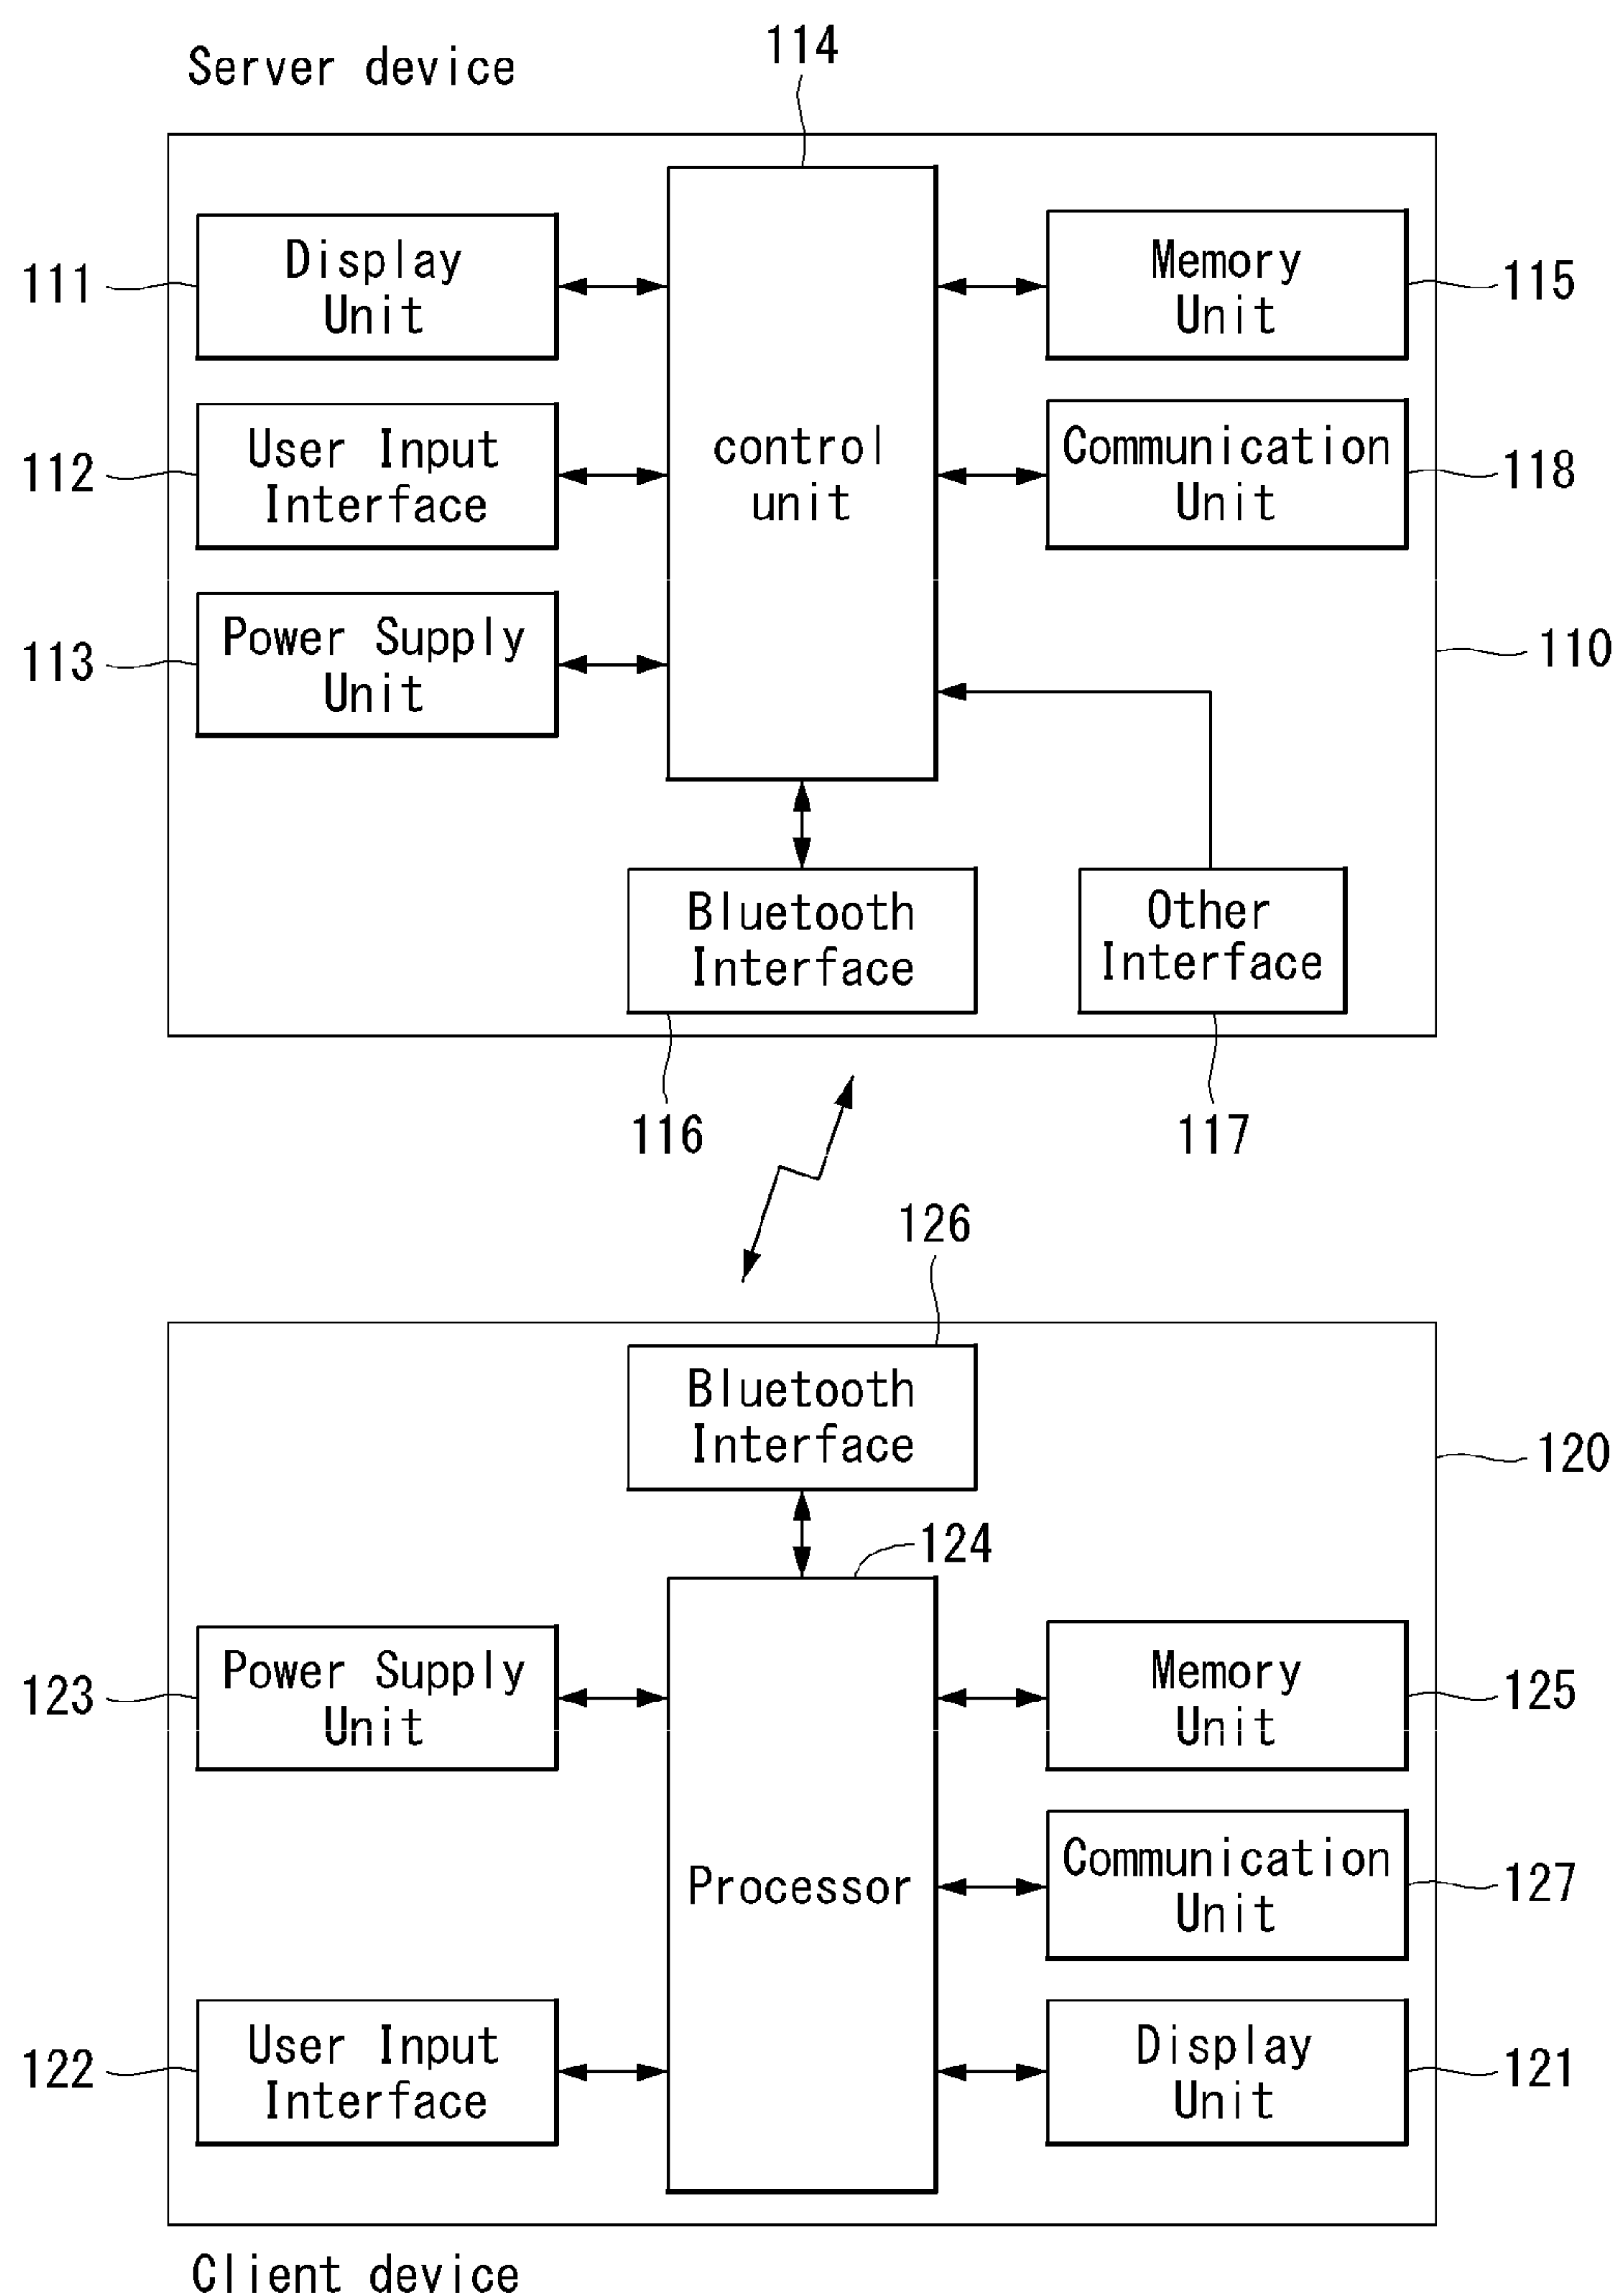 Server device
114
111
Display
Unit
Memory
Unit
115
112
User Input
Interface
control
unit
Communication
Unit
118
113
Power Supply
Unit
110
Bluetooth
Interface
Other
Interface
116
117
126
Bluetooth
Interface
120
124
123
Power Supply
Unit
Memory
Unit
125
Processor
Communication
Unit
127
122
User Input
Interface
Display
Unit
121
Client device